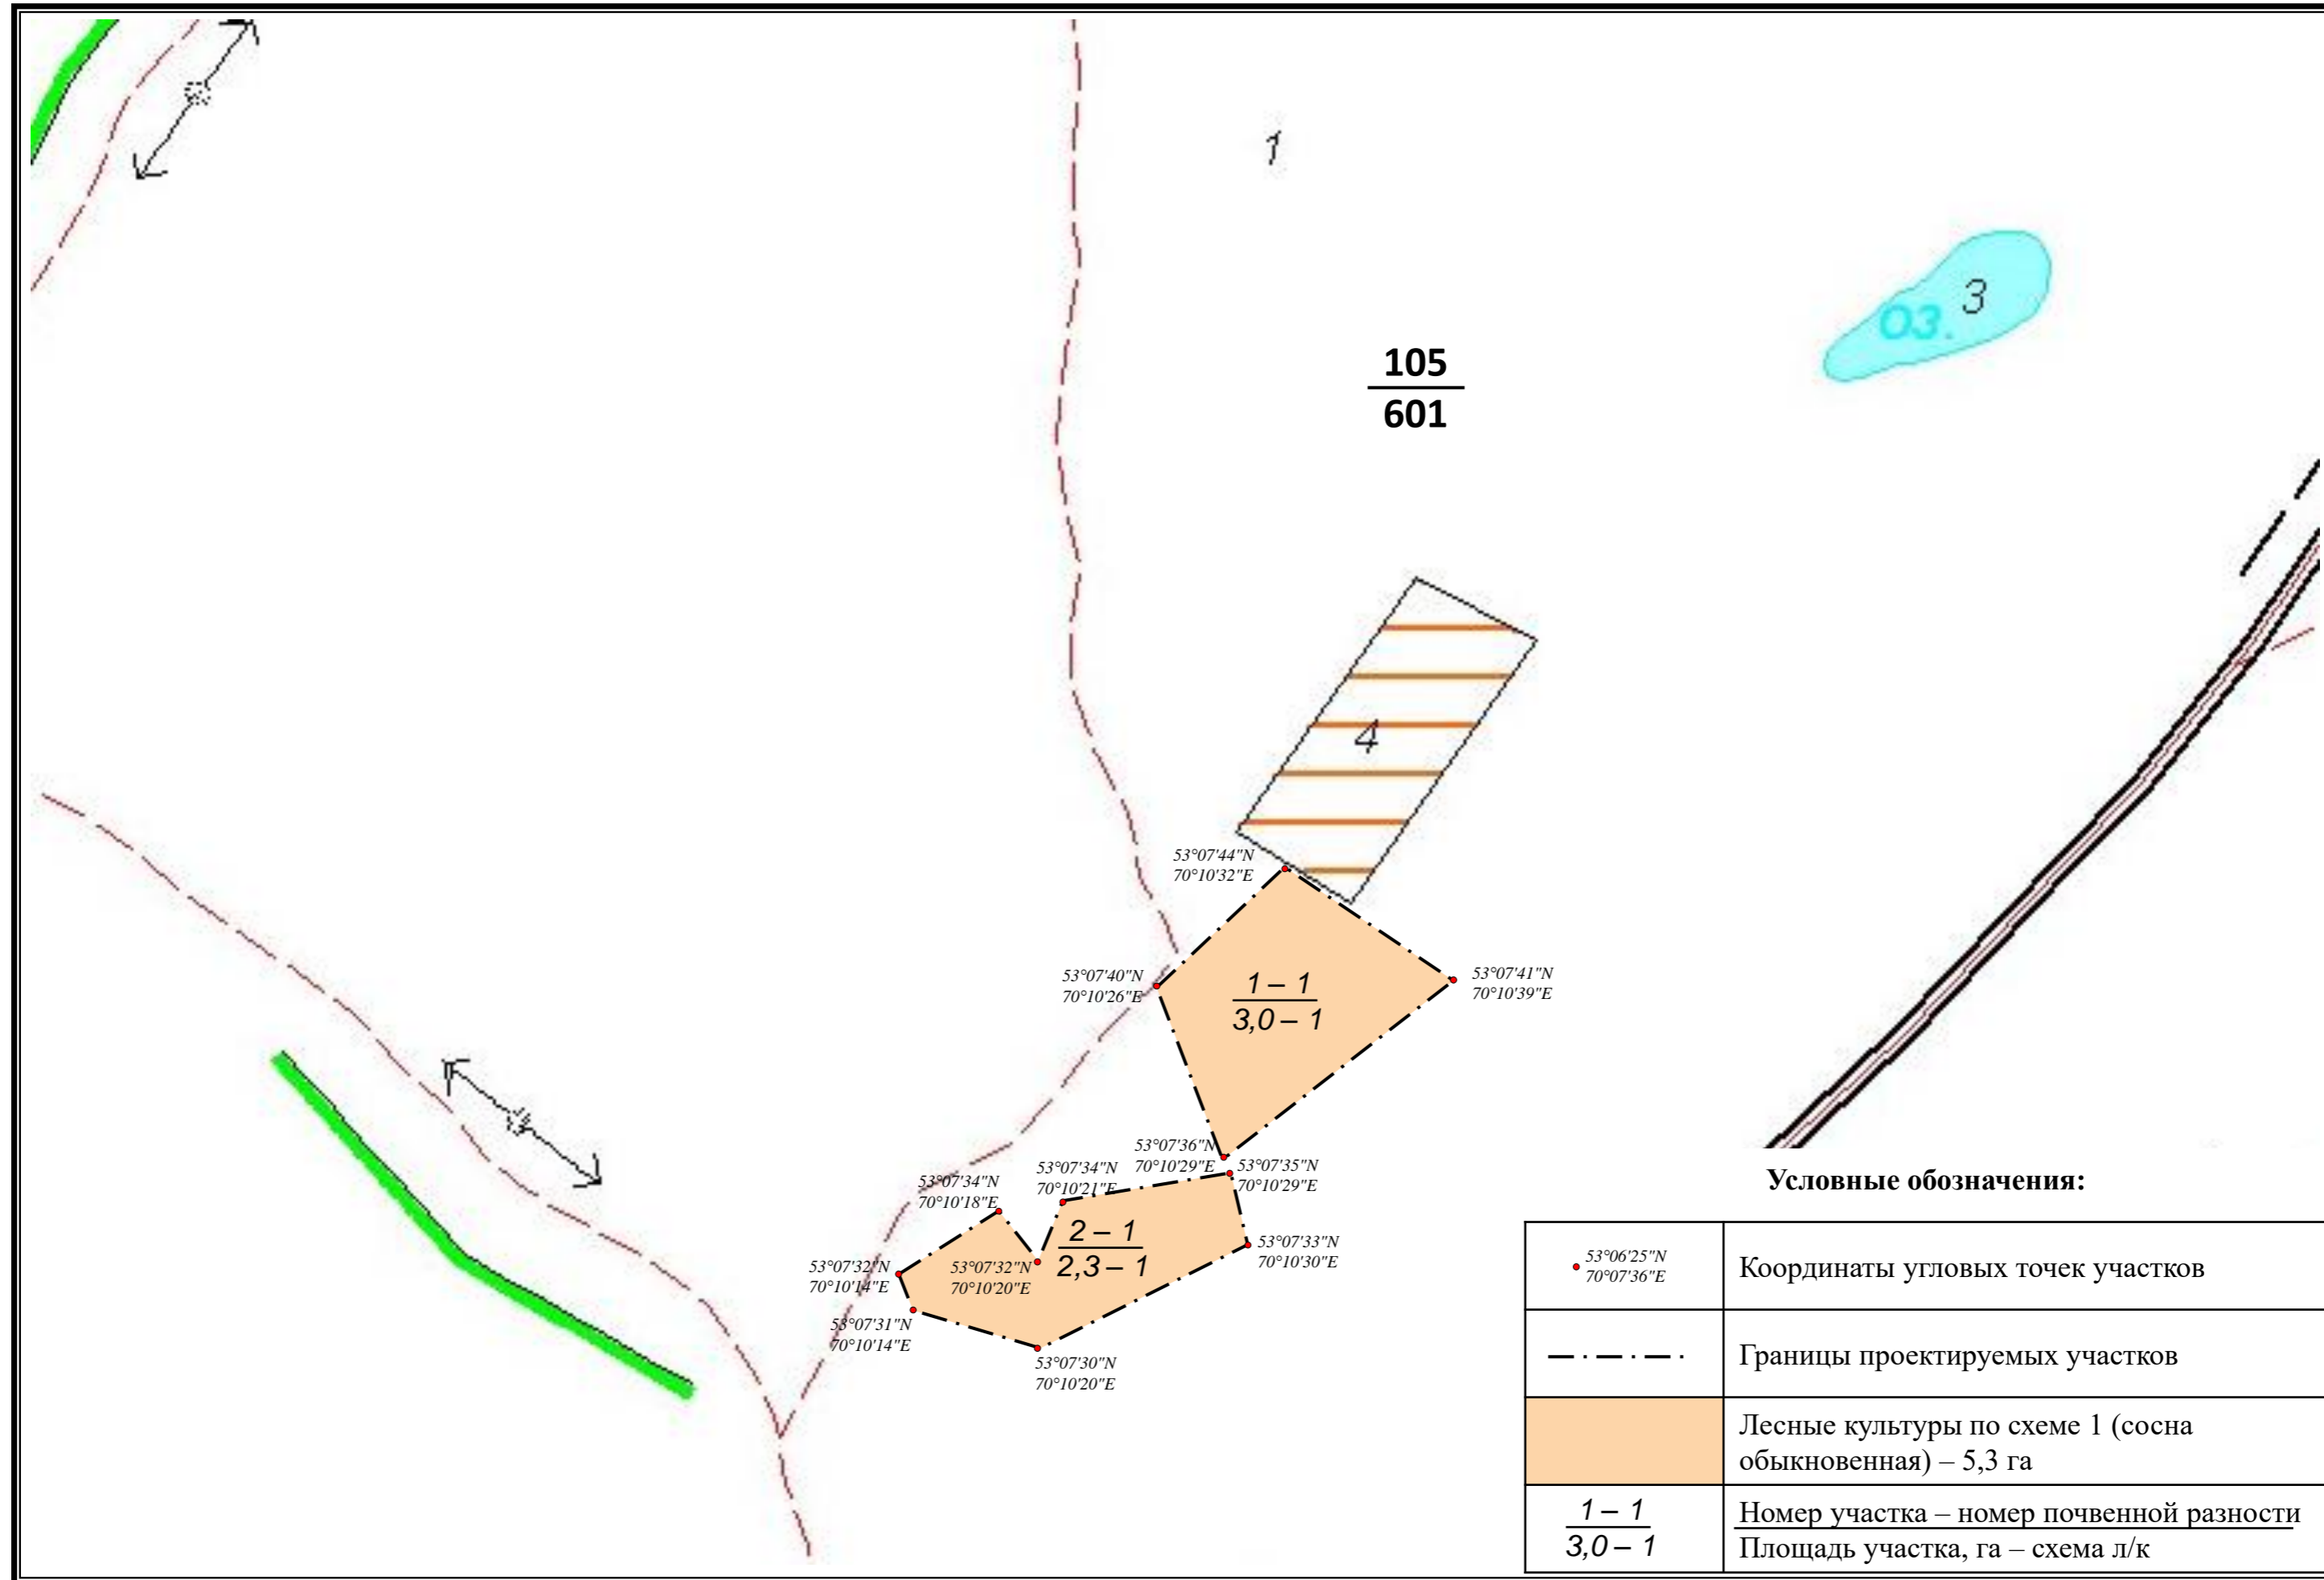 1
ОЗ. 3
105
601
4
53°07'44"N
70°10'32"E
53°07'40"N
70°10'26"E
53°07'41"N
70°10'39"E
1 – 1
3,0 – 1
53°07'36"N
70°10'29"E
53°07'35"N
70°10'29"E
53°07'34"N
70°10'21"E
53°07'34"N
70°10'18"E
2 – 1
2,3 – 1
53°07'33"N
70°10'30"E
53°07'32"N
70°10'14"E
53°07'32"N
70°10'20"E
53°07'31"N
70°10'14"E
53°07'30"N
70°10'20"E
Условные обозначения:
53°06'25"N
70°07'36"E
Координаты угловых точек участков
Границы проектируемых участков
Лесные культуры по схеме 1 (сосна
обыкновенная) – 5,3 га
1 – 1
3,0 – 1
Номер участка – номер почвенной разности
Площадь участка, га – схема л/к